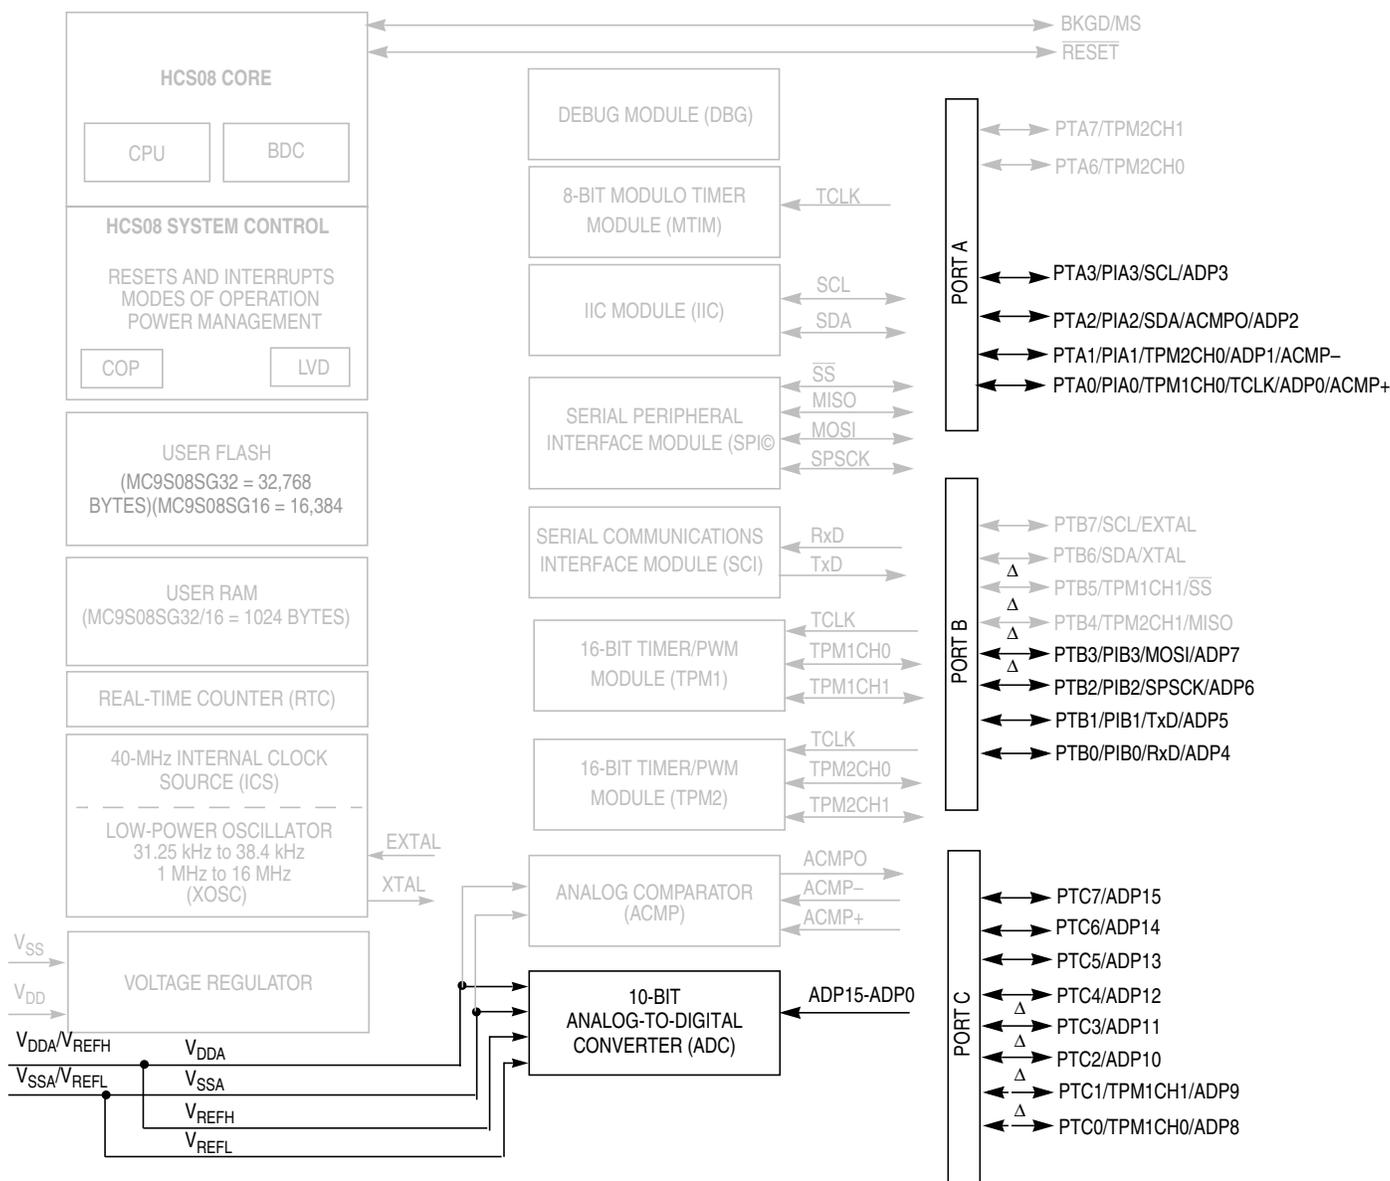 BKGD/MS
RESET
HCS08 CORE
CPU
BDC
HCS08 SYSTEM CONTROL
RESETS AND INTERRUPTS
MODES OF OPERATION
POWER MANAGEMENT
COP
LVD
USER FLASH
(MC9S08SG32 = 32,768
BYTES)(MC9S08SG16 = 16,384
USER RAM
(MC9S08SG32/16 = 1024 BYTES)
REAL-TIME COUNTER (RTC)
40-MHz INTERNAL CLOCK
SOURCE (ICS)
LOW-POWER OSCILLATOR
31.25 kHz to 38.4 kHz
1 MHz to 16 MHz
(XOSC)
EXTAL
XTAL
VSS
VDD
VOLTAGE REGULATOR
VDDA/VREFH
VDDA
VSSA/VREFL
VSSA
VREFH
VREFL
DEBUG MODULE (DBG)
8-BIT MODULO TIMER
MODULE (MTIM)
TCLK
IIC MODULE (IIC)
SCL
SDA
SERIAL PERIPHERAL
INTERFACE MODULE (SPI©
SS
MISO
MOSI
SPSCK
SERIAL COMMUNICATIONS
INTERFACE MODULE (SCI)
RxD
TxD
16-BIT TIMER/PWM
MODULE (TPM1)
TCLK
TPM1CH0
TPM1CH1
16-BIT TIMER/PWM
MODULE (TPM2)
TCLK
TPM2CH0
TPM2CH1
ANALOG COMPARATOR
(ACMP)
ACMPO
ACMP–
ACMP+
10-BIT
ANALOG-TO-DIGITAL
CONVERTER (ADC)
ADP15-ADP0
PORT A
PTA7/TPM2CH1
PTA6/TPM2CH0
PTA3/PIA3/SCL/ADP3
PTA2/PIA2/SDA/ACMPO/ADP2
PTA1/PIA1/TPM2CH0/ADP1/ACMP–
PTA0/PIA0/TPM1CH0/TCLK/ADP0/ACMP+
PORT B
PTB7/SCL/EXTAL
PTB6/SDA/XTAL
Δ
PTB5/TPM1CH1/SS
Δ
PTB4/TPM2CH1/MISO
Δ
PTB3/PIB3/MOSI/ADP7
Δ
PTB2/PIB2/SPSCK/ADP6
PTB1/PIB1/TxD/ADP5
PTB0/PIB0/RxD/ADP4
PORT C
PTC7/ADP15
PTC6/ADP14
PTC5/ADP13
PTC4/ADP12
Δ
PTC3/ADP11
Δ
PTC2/ADP10
Δ
PTC1/TPM1CH1/ADP9
Δ
PTC0/TPM1CH0/ADP8